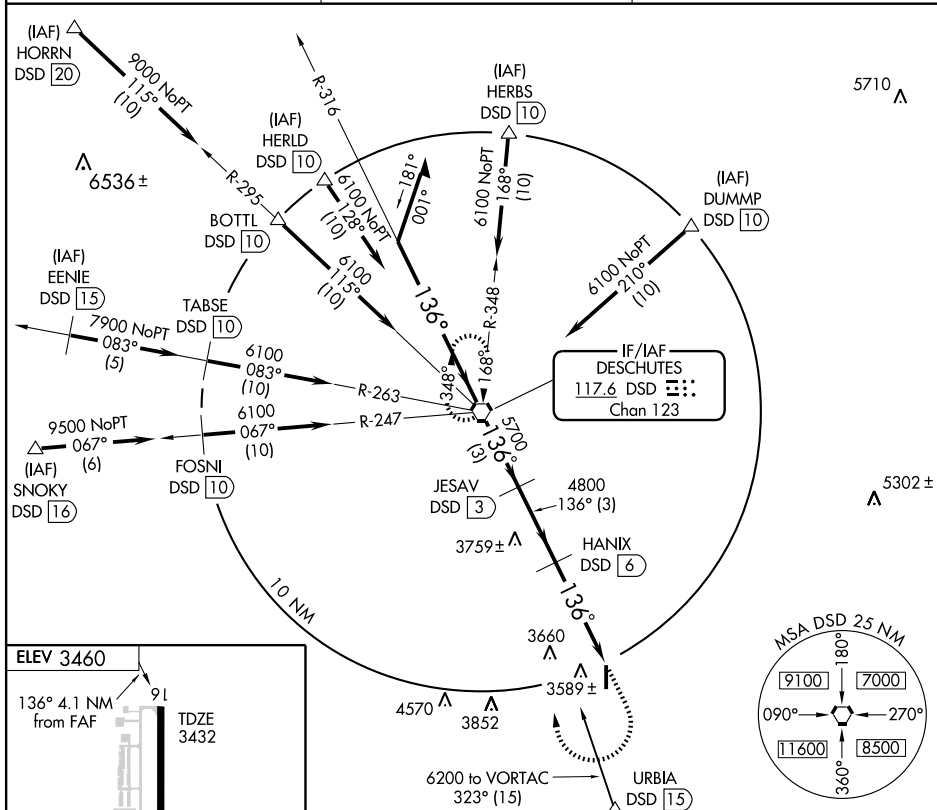 (IAF)
HORRN
DSD 20
9000 NoPT
115°
(10)
R-316
(IAF)
HERLD
DSD 10
(IAF)
HERBS
DSD 10
5710
6536±
R-295
6100 NoPT
128°
(10)
181°
001°
6100 NoPT
168°
(10)
(IAF)
DUMMP
DSD 10
BOTTL
DSD 10
6100
115°
(10)
6100 NoPT
210°
(10)
(IAF)
EENIE
DSD 15
TABSE
DSD 10
136°
R-348
7900 NoPT
083°
(5)
6100
083°
(10)
R-263
348°
168°
IF/IAF
DESCHUTES
117.6 DSD
Chan 123
9500 NoPT
067°
(6)
6100
067°
(10)
R-247
5700
136°
(3)
(IAF)
SNOKY
DSD 16
FOSNI
DSD 10
JESAV
DSD 3
4800
136° (3)
5302±
3759±
HANIX
DSD 6
136°
10 NM
3660
3589±
4570
3852
MSA DSD 25 NM
180°
9100
7000
090°
270°
11600
8500
360°
6200 to VORTAC
323° (15)
URBIA
DSD 15
ELEV 3460
136° 4.1 NM
from FAF
16
TDZE
3432